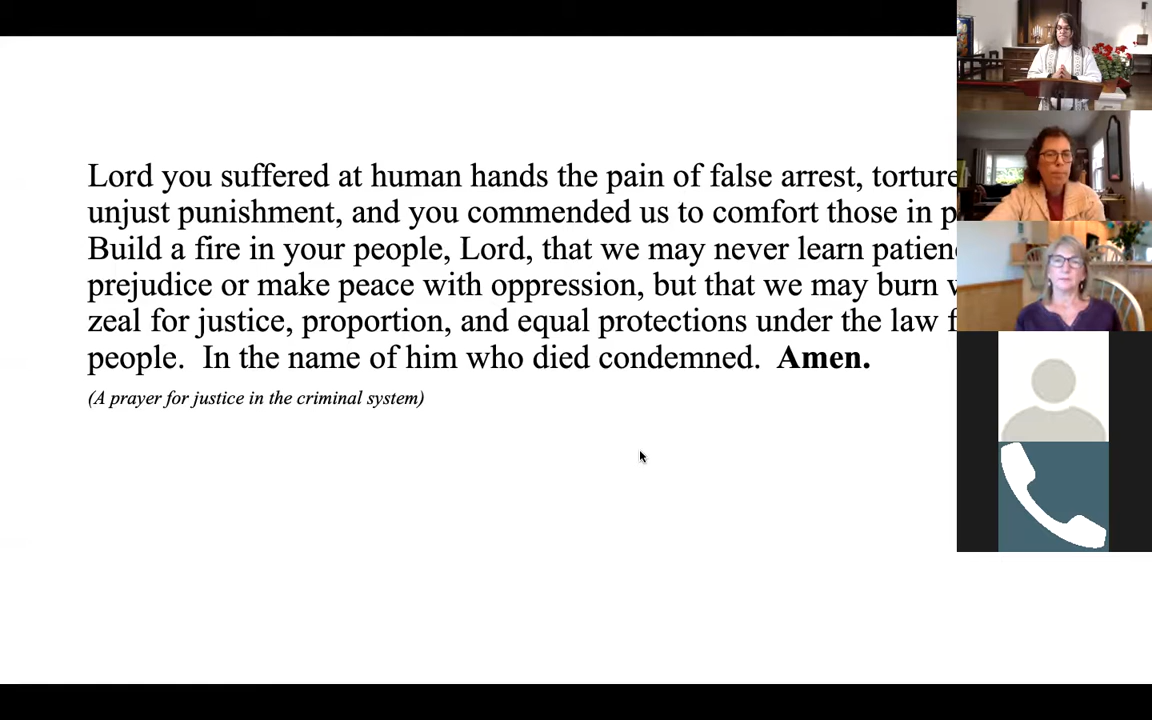 Lord you suffered at human hands the pain of false arrest, torture
unjust punishment, and you commended us to comfort those in p
Build a fire in your people, Lord, that we may never learn patien
prejudice or make peace with oppression, but that we may burn
zeal for justice, proportion, and equal protections under the law f
people. In the name of him who died condemned. Amen.
(A prayer for justice in the criminal system)